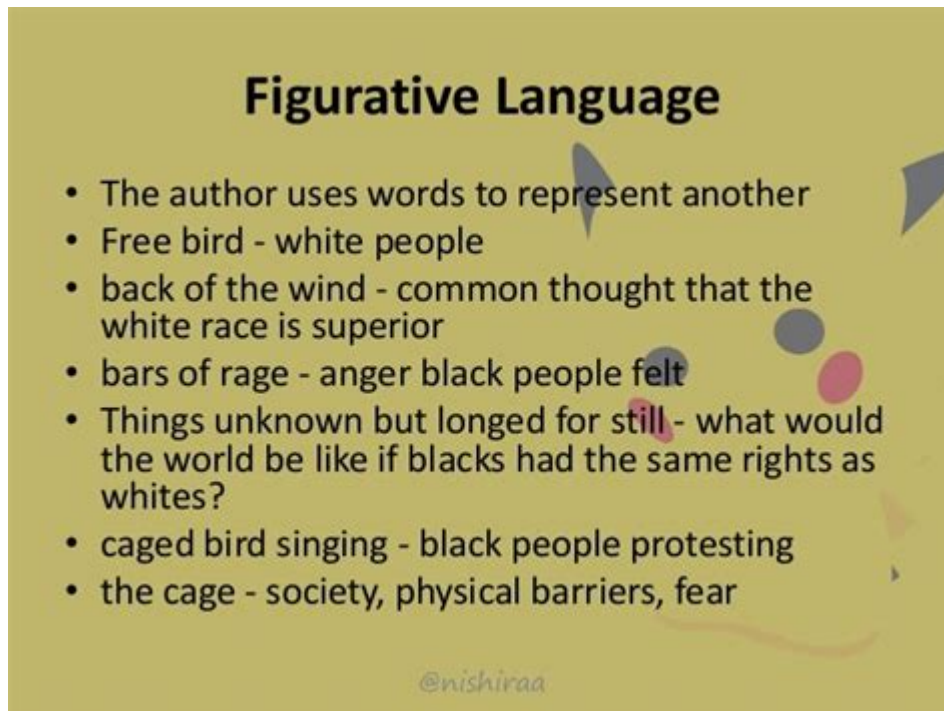 Figurative Language
• The author uses words to represent another
• Free bird - white people
• back of the wind - common thought that the
white race is superior
• bars of rage - anger black people felt
• Things unknown but longed for still - what would
the world be like if blacks had the same rights as
whites?
• caged bird singing - black people protesting
• the cage - society, physical barriers, fear
@nishiraa